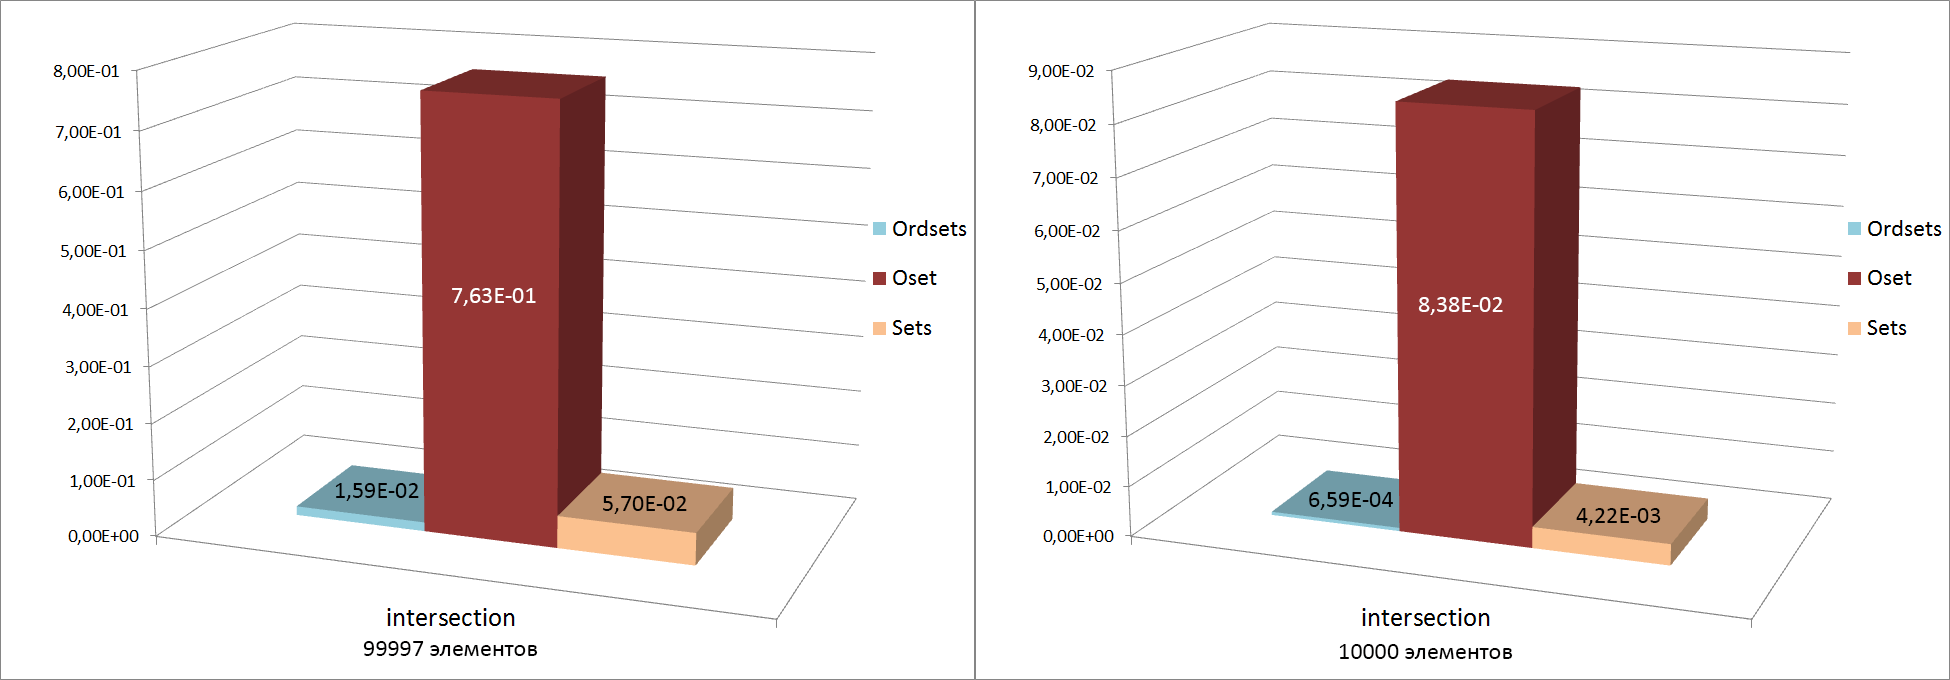 8,00E-01
7,00E-01
6,00E-01
5,00E-01
4,00E-01
3,00E-01
2,00E-01
1,00E-01
0,00E+00
1,59E-02
7,63E-01
5,70E-02
Ordsets
Oset
Sets
intersection
99997 элементов
9,00E-02
8,00E-02
7,00E-02
6,00E-02
5,00E-02
4,00E-02
3,00E-02
2,00E-02
1,00E-02
0,00E+00
6,59E-04
8,38E-02
4,22E-03
Ordsets
Oset
Sets
intersection
10000 элементов